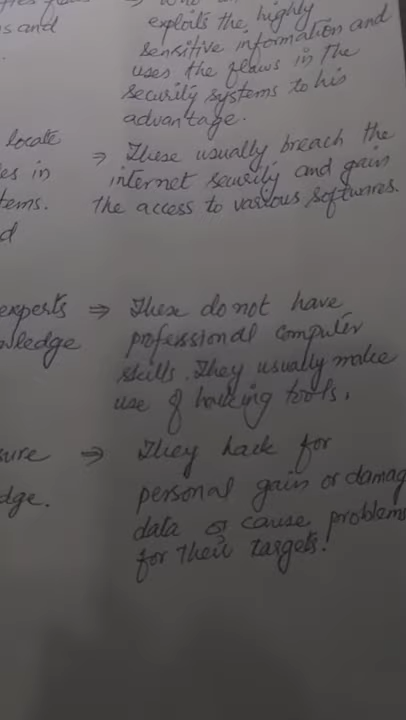 exploits the highly
s and sensitive information and
uses the flaws in the
security systems to his
advantage.
locate ⇒ These usually breach the
es in internet security and gain
tems. the access to various softwares.
d
experts ⇒ These do not have
wledge professional computer
skills. They usually make
use of hacking tools.
sure ⇒ They hack for
dge. personal gain or damag
data or cause problems
for their targets.